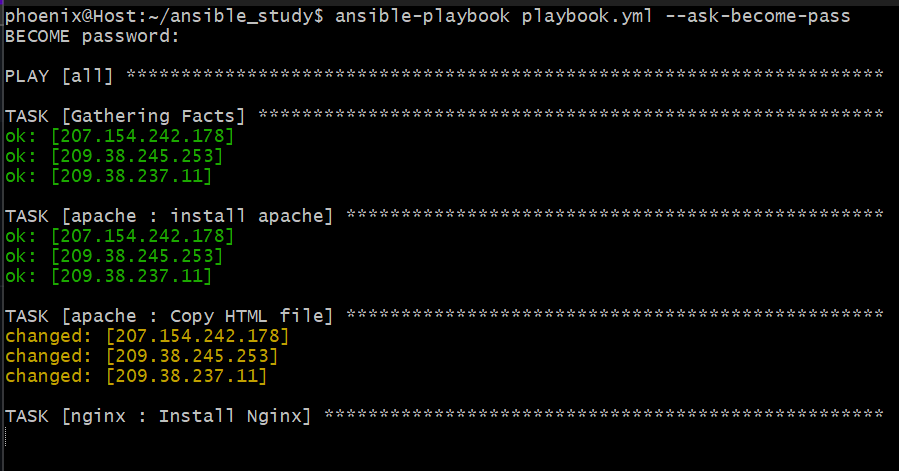 phoenix@Host:~/ansible_study$ ansible-playbook playbook.yml --ask-become-pass
BECOME password:
PLAY [all] *********************************************************************
TASK [Gathering Facts] *********************************************************
ok: [207.154.242.178]
ok: [209.38.245.253]
ok: [209.38.237.11]
TASK [apache : install apache] *************************************************
ok: [207.154.242.178]
ok: [209.38.245.253]
ok: [209.38.237.11]
TASK [apache : Copy HTML file] *************************************************
changed: [207.154.242.178]
changed: [209.38.245.253]
changed: [209.38.237.11]
TASK [nginx : Install Nginx] ***************************************************